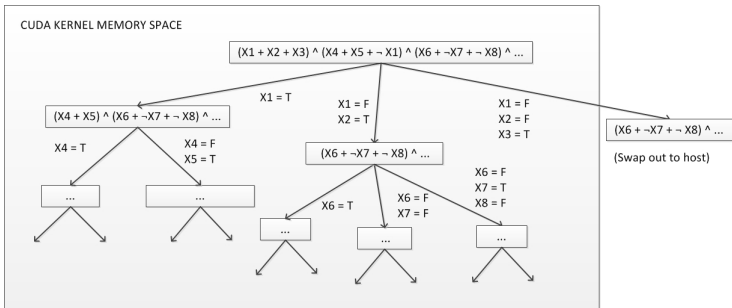 CUDA KERNEL MEMORY SPACE
(X1 + X2 + X3) ^ (X4 + X5 + ¬ X1) ^ (X6 + ¬X7 + ¬ X8) ^ ...
X1 = T
X1 = F
X2 = T
X1 = F
X2 = F
X3 = T
(X4 + X5) ^ (X6 + ¬X7 + ¬ X8) ^ ...
(X6 + ¬X7 + ¬ X8) ^ ...
(Swap out to host)
X4 = T
X4 = F
X5 = T
(X6 + ¬X7 + ¬ X8) ^ ...
...
...
X6 = T
X6 = F
X7 = F
X6 = F
X7 = T
X8 = F
...
...
...